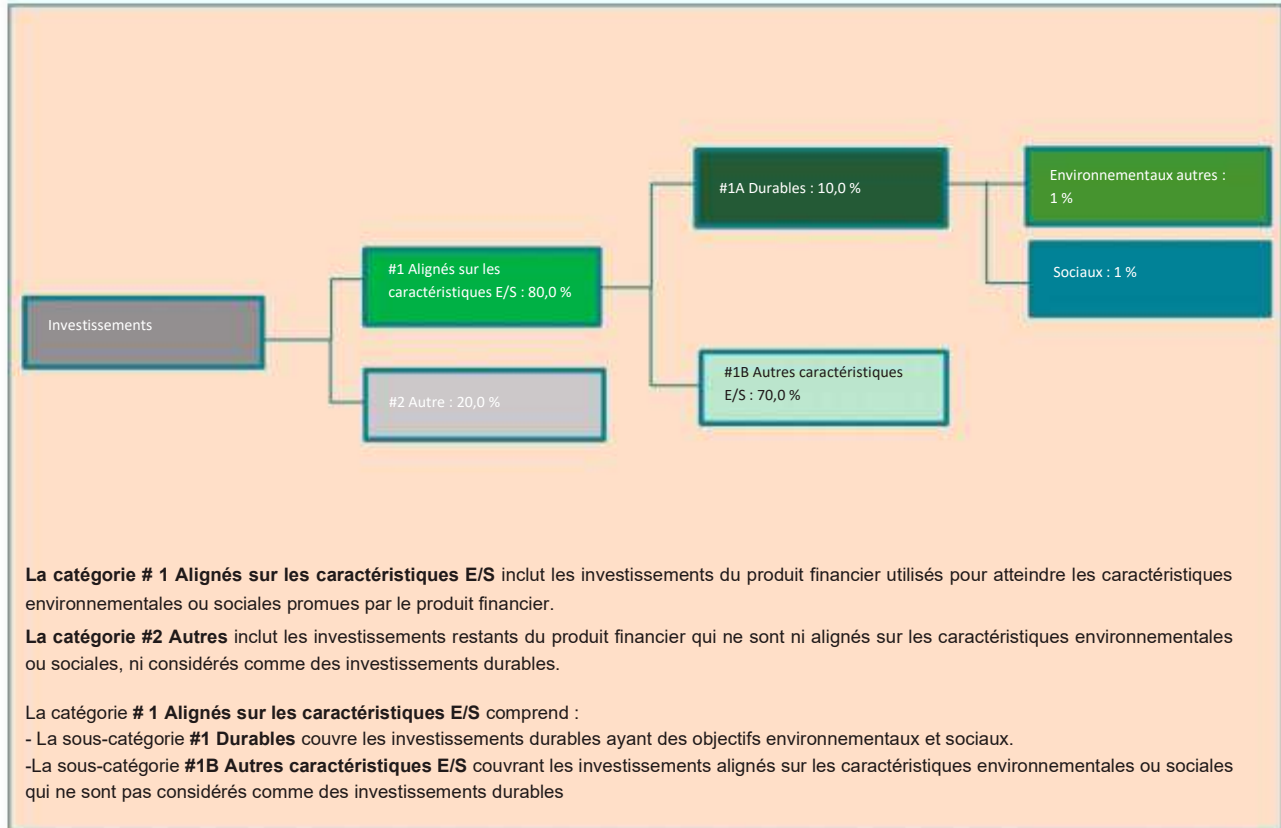 Investissements
#1 Alignés sur les
caractéristiques E/S : 80,0 %
#2 Autre : 20,0 %
#1A Durables : 10,0 %
#1B Autres caractéristiques
E/S : 70,0 %
Environnementaux autres :
1 %
Sociaux : 1 %
La catégorie # 1 Alignés sur les caractéristiques E/S inclut les investissements du produit financier utilisés pour atteindre les caractéristiques
environnementales ou sociales promues par le produit financier.
La catégorie #2 Autres inclut les investissements restants du produit financier qui ne sont ni alignés sur les caractéristiques environnementales
ou sociales, ni considérés comme des investissements durables.
La catégorie # 1 Alignés sur les caractéristiques E/S comprend :
- La sous-catégorie #1 Durables couvre les investissements durables ayant des objectifs environnementaux et sociaux.
-La sous-catégorie #1B Autres caractéristiques E/S couvrant les investissements alignés sur les caractéristiques environnementales ou sociales
qui ne sont pas considérés comme des investissements durables